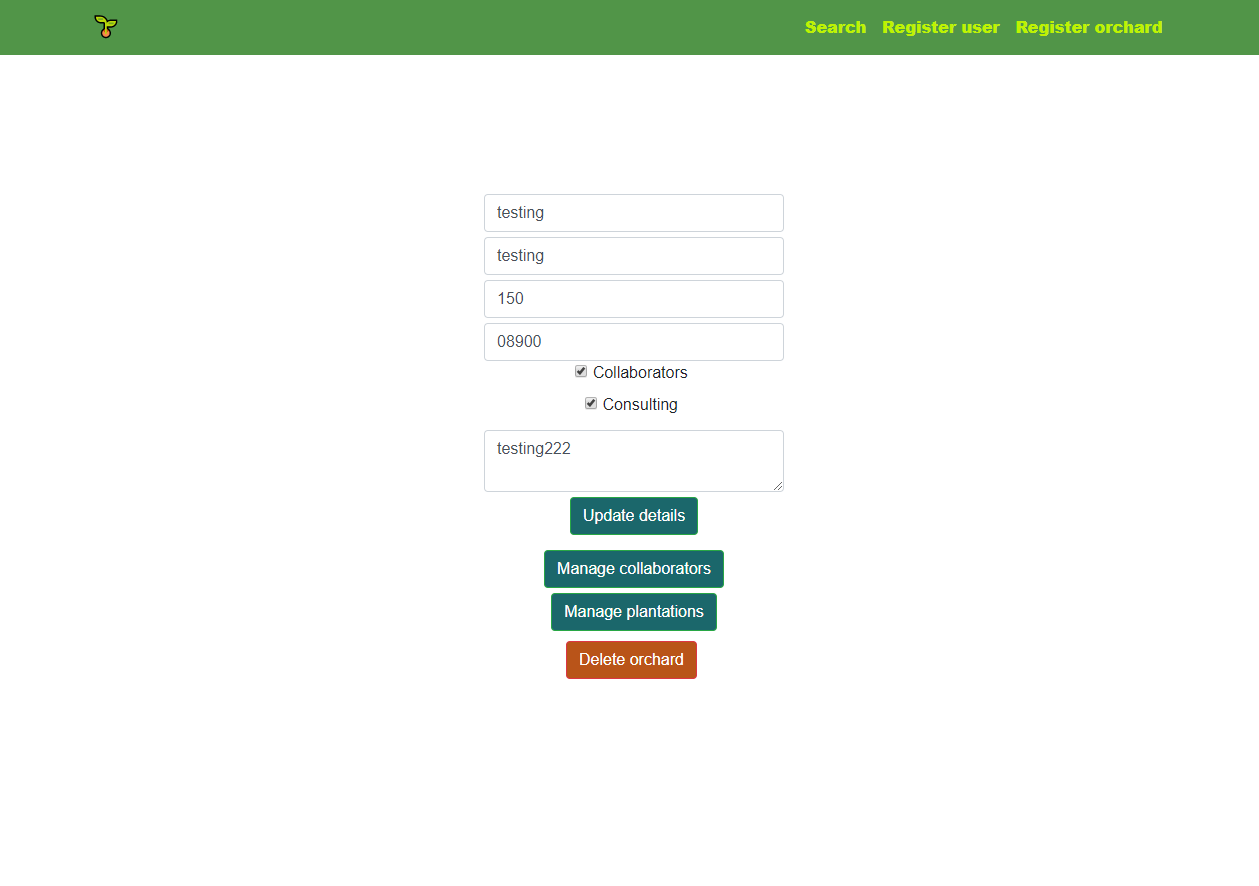 Search Register user Register orchard
testing
testing
150
08900
Collaborators
Consulting
testing222
Update details
Manage collaborators
Manage plantations
Delete orchard